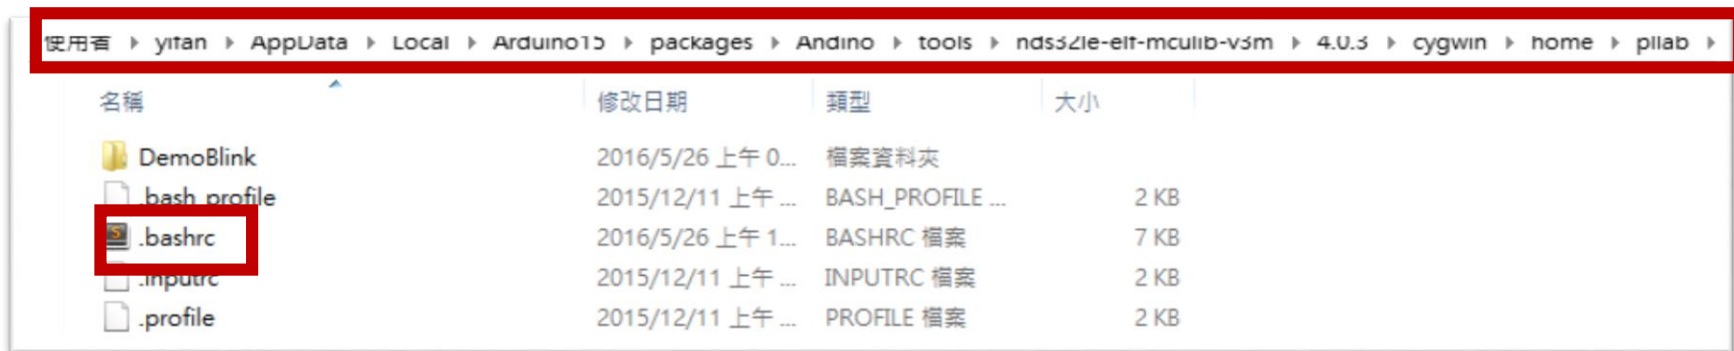 使用者 ▸ yifan ▸ AppData ▸ Local ▸ Arduino15 ▸ packages ▸ Andino ▸ tools ▸ nds32le-elf-mculib-v3m ▸ 4.0.3 ▸ cygwin ▸ home ▸ pllab ▸
名稱 修改日期 類型 大小
DemoBlink 2016/5/26 上午 0... 檔案資料夾
.bash_profile 2015/12/11 上午 ... BASH_PROFILE ... 2 KB
.bashrc 2016/5/26 上午 1... BASHRC 檔案 7 KB
.inputrc 2015/12/11 上午 ... INPUTRC 檔案 2 KB
.profile 2015/12/11 上午 ... PROFILE 檔案 2 KB